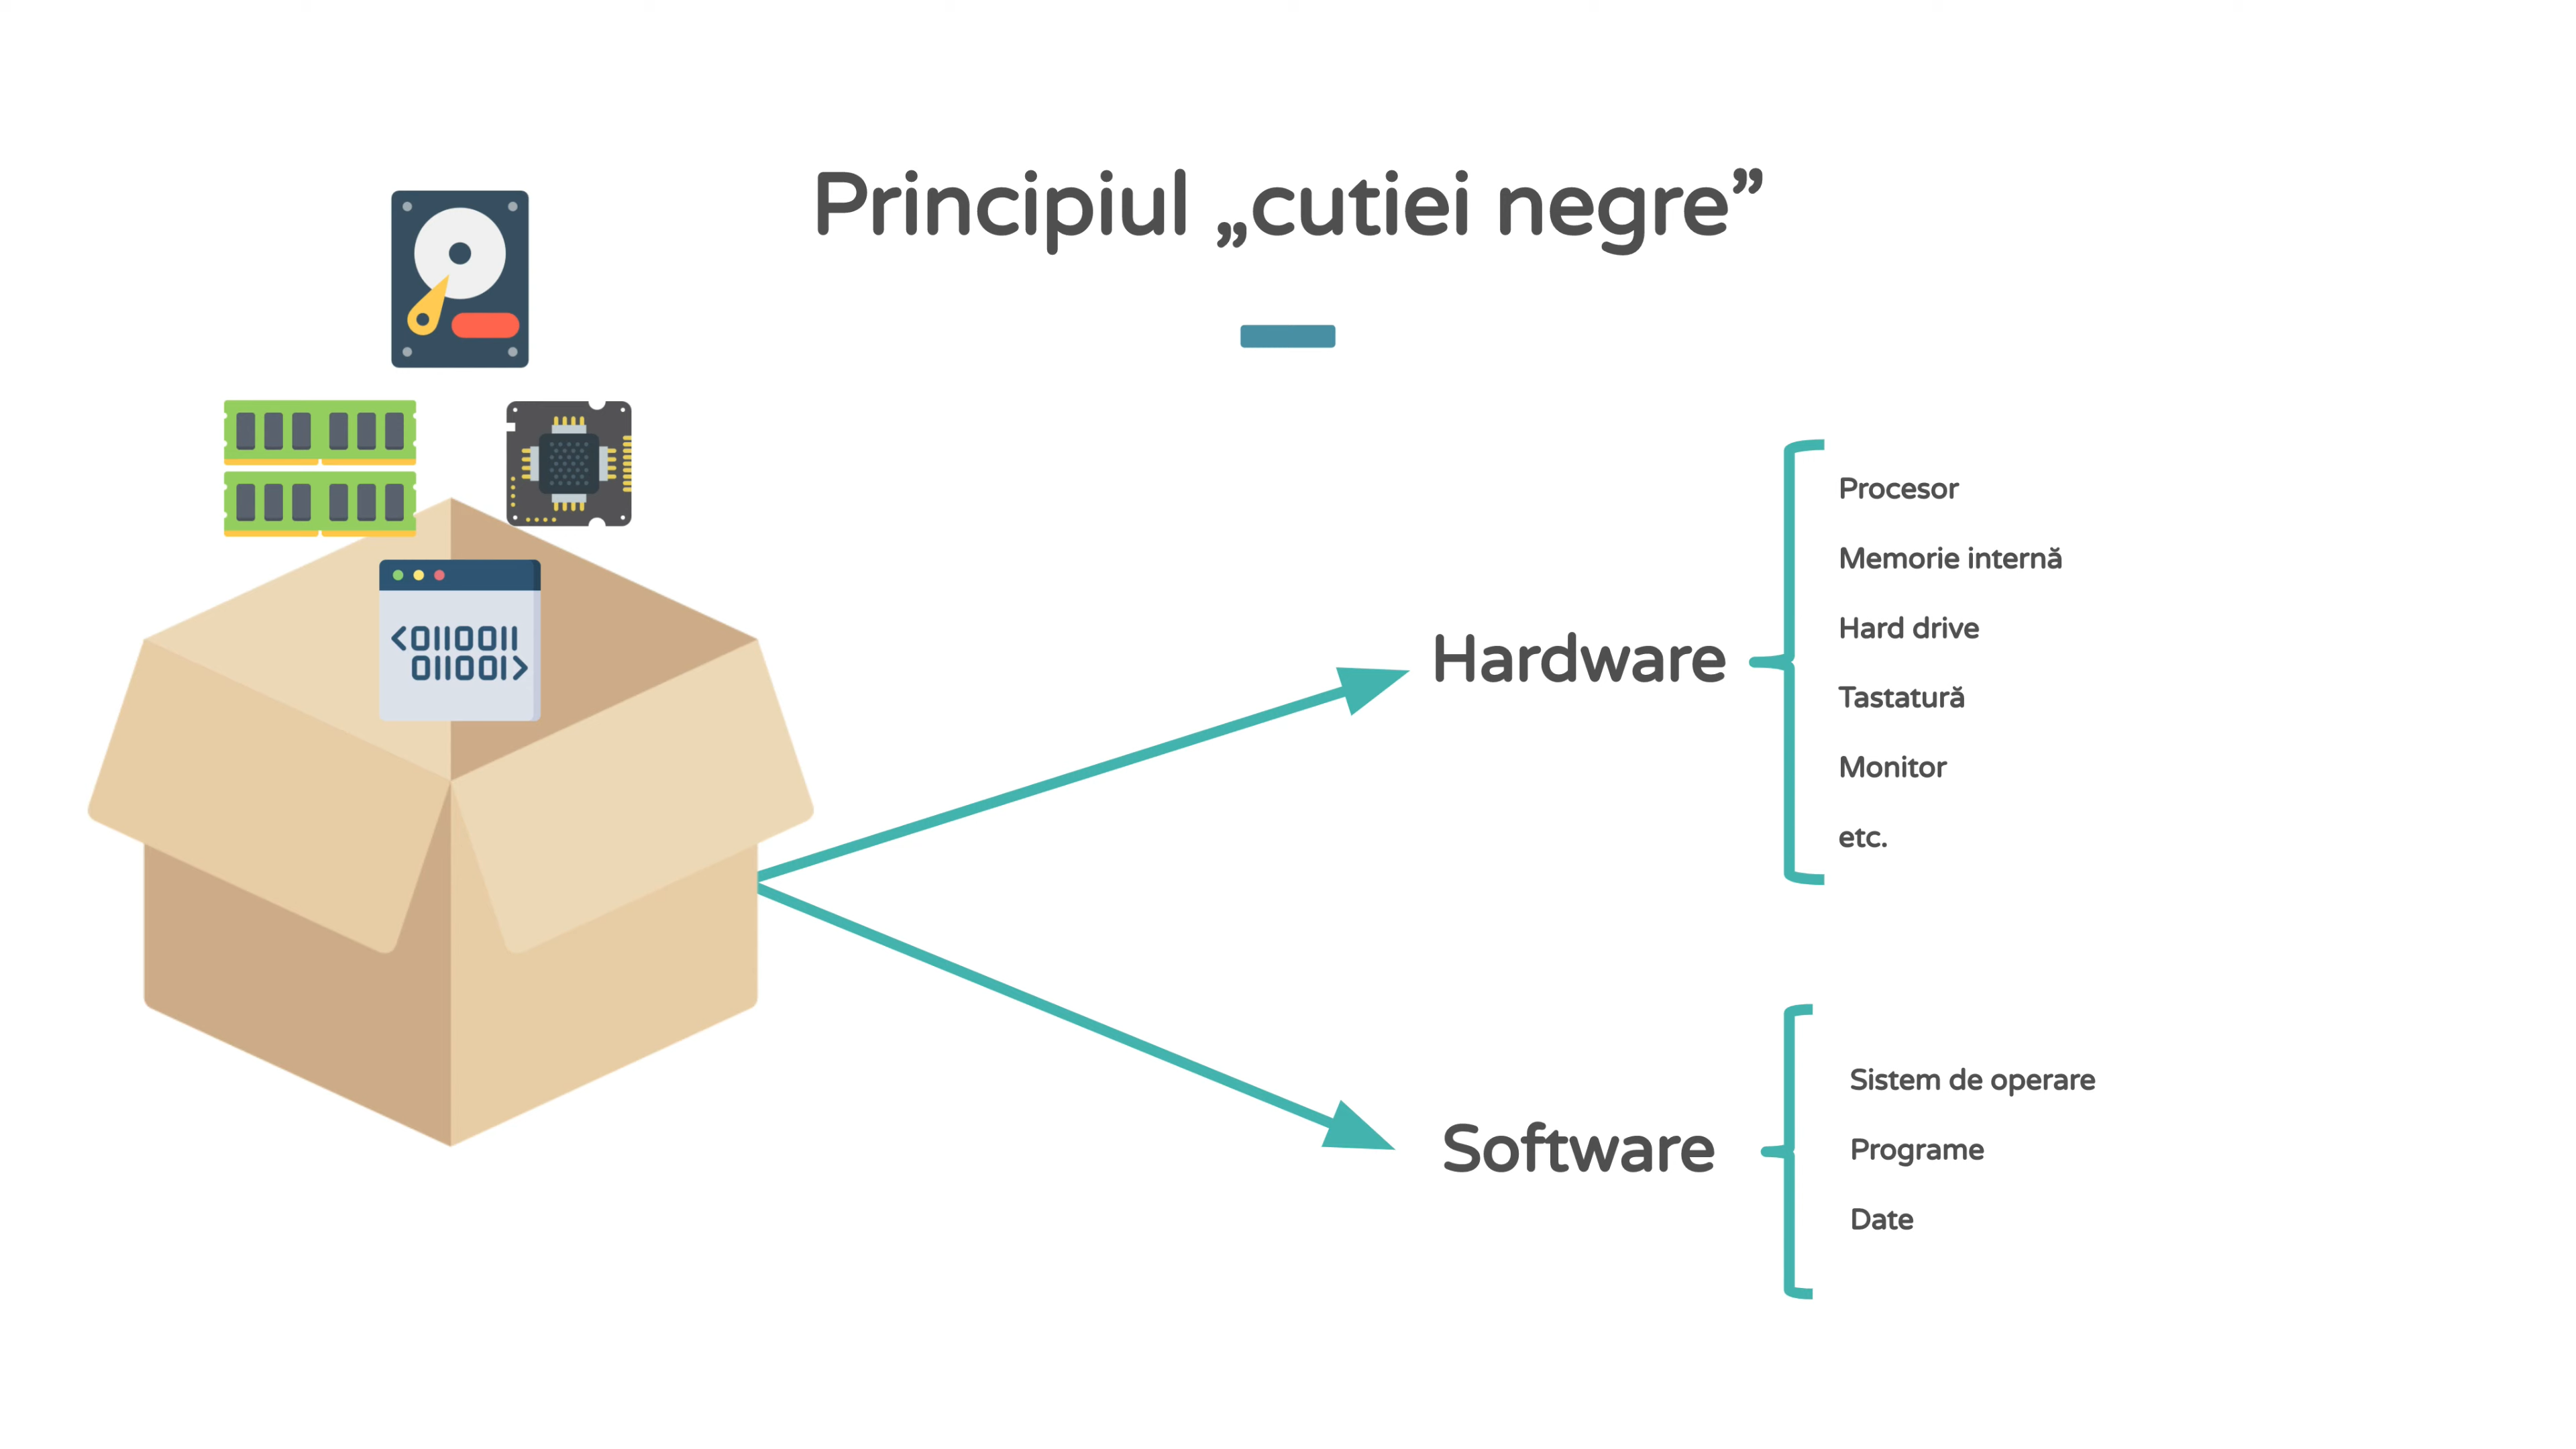 Principiul „cutiei negre”
<0110011
011001>
Hardware
Procesor
Memorie internă
Hard drive
Tastatură
Monitor
etc.
Software
Sistem de operare
Programe
Date